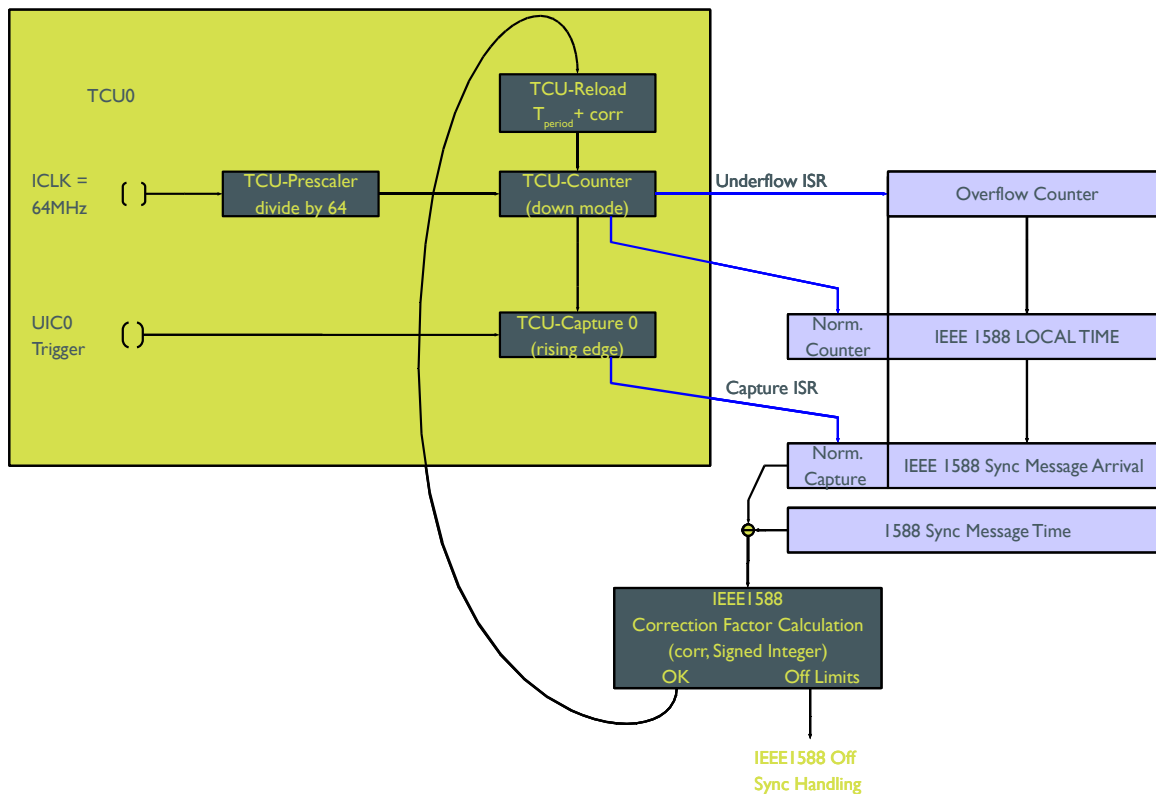 TCU-Reload
Tperiod+ corr
TCU0
ICLK =
64MHz
TCU-Prescaler
divide by 64
TCU-Counter
(down mode)
Underflow ISR
Overflow Counter
UIC0
Trigger
TCU-Capture 0
(rising edge)
Norm.
Counter
IEEE 1588 LOCAL TIME
Capture ISR
Norm.
Capture
IEEE 1588 Sync Message Arrival
1588 Sync Message Time
IEEE1588
Correction Factor Calculation
(corr, Signed Integer)
OK
Off Limits
IEEE1588 Off
Sync Handling